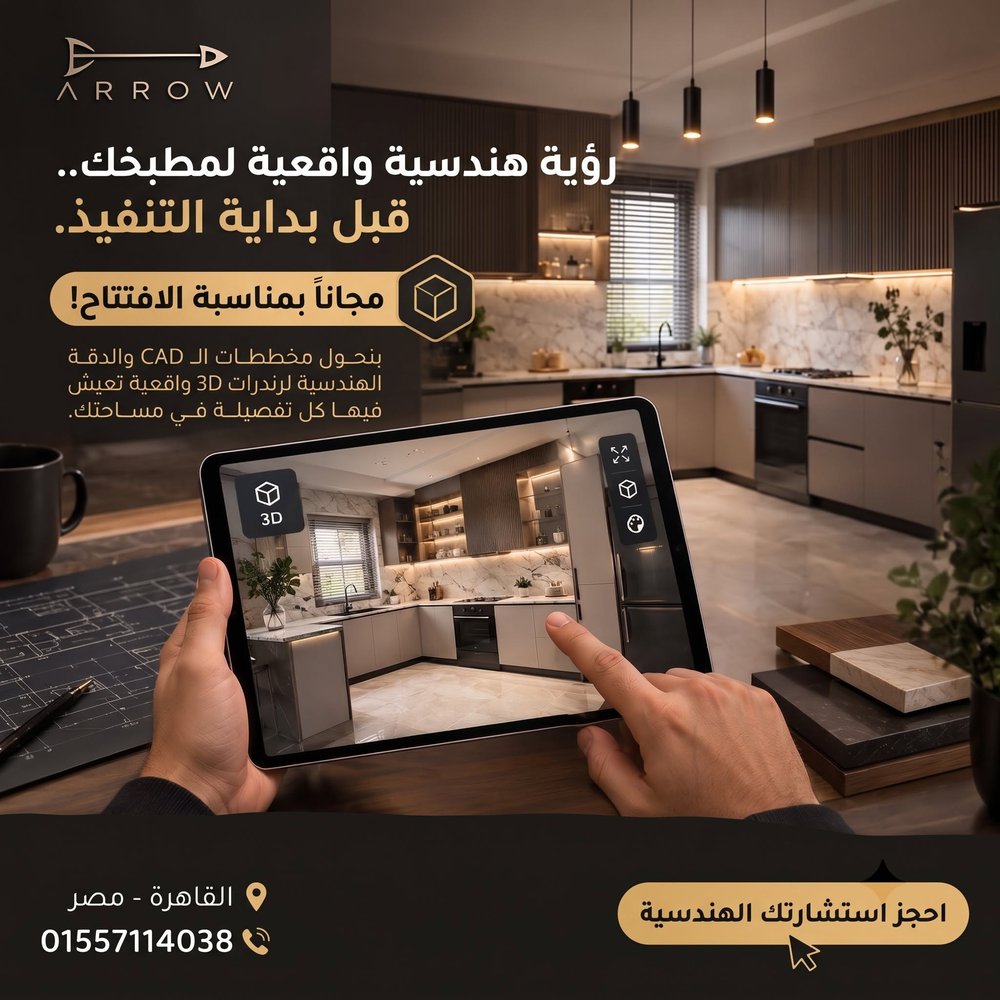 ARROW
رؤية هندسية واقعية لمطبخك..
قبل بداية التنفيذ.
مجاناً بمناسبة الافتتاح!
بنحول مخططات الـ CAD والدقة
الهندسية لرندرات 3D واقعية تعيش
فيها كل تفصيلة في مساحتك.
3D
القاهرة - مصر
01557114038
احجز استشارتك الهندسية